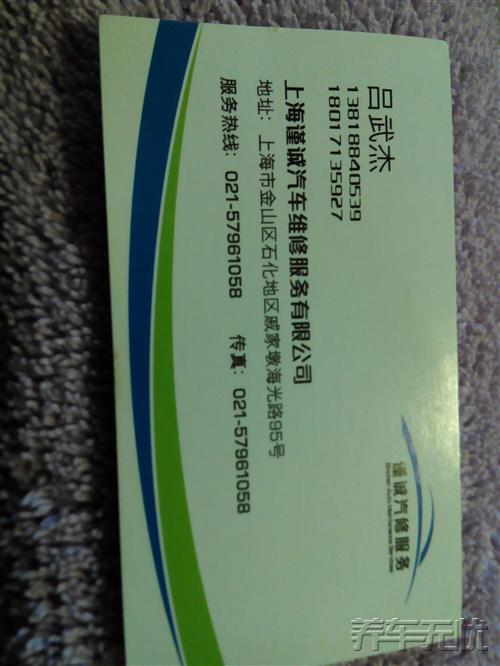 吕武杰
13818840539
18017135927
上海谨诚汽车维修服务有限公司
地址：上海市金山区石化地区戚家墩海光路95号
服务热线：021-57961058 传真：021-57961058
谨诚汽修服务
养车无忧